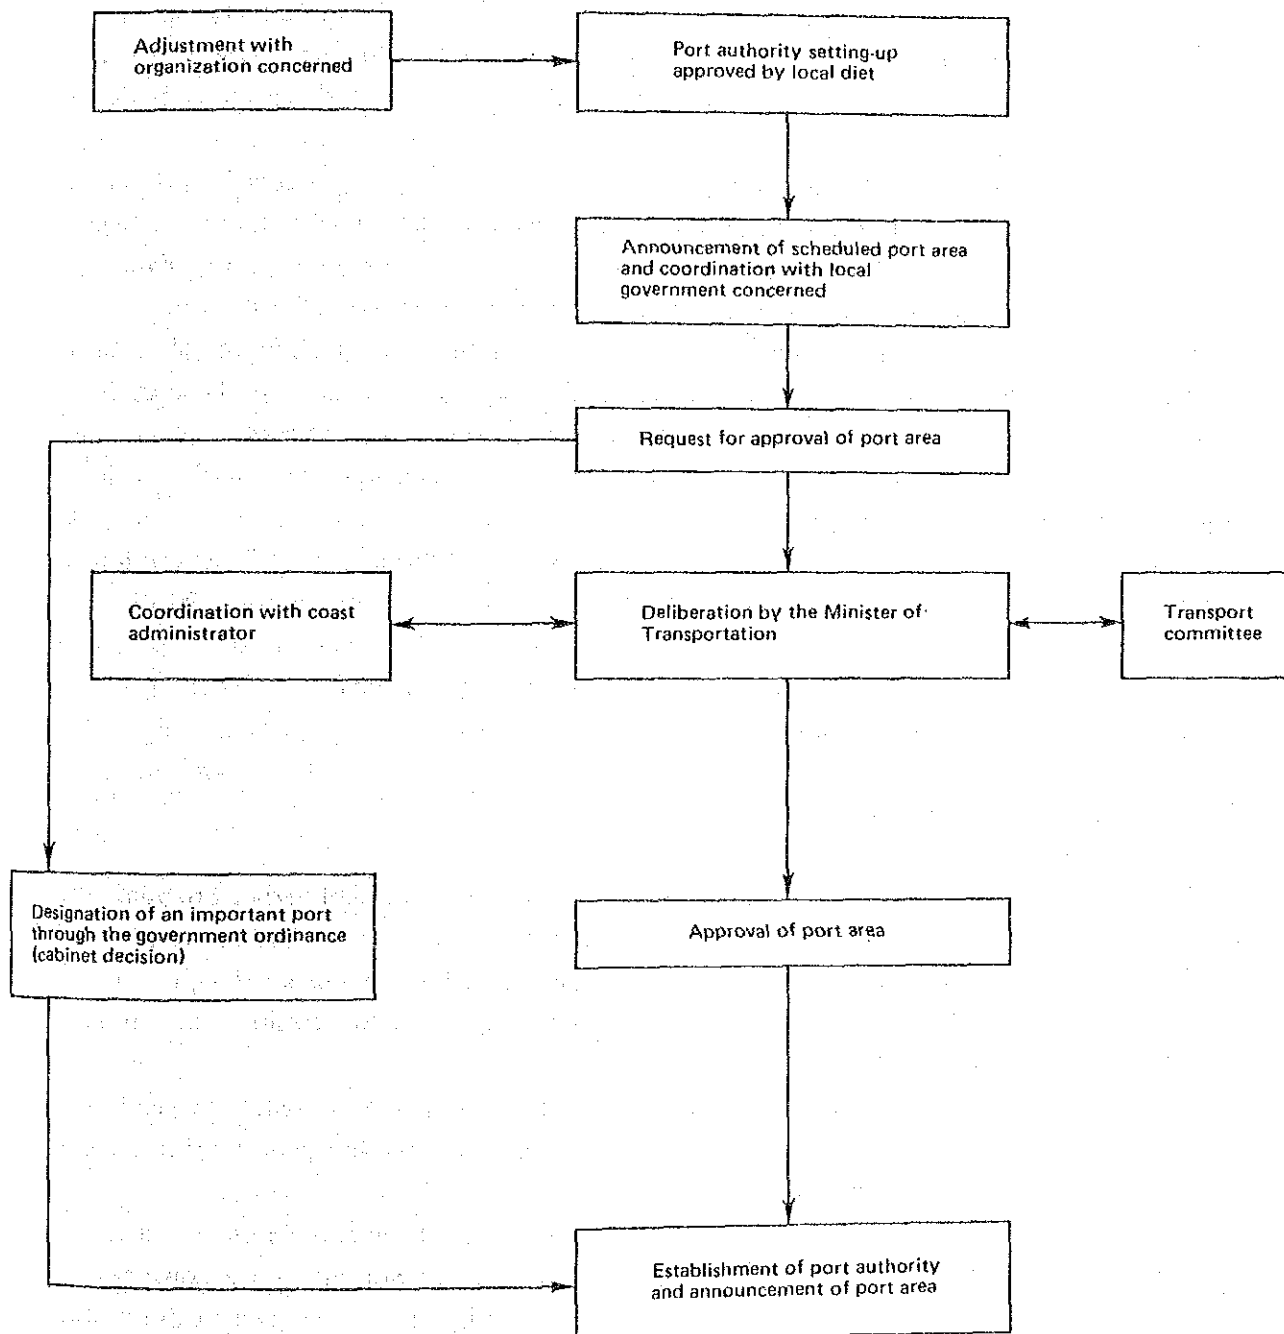 Adjustment with
organization concerned
Port authority setting-up
approved by local diet
Announcement of scheduled port area
and coordination with local
government concerned
Request for approval of port area
Coordination with coast
administrator
Deliberation by the Minister of
Transportation
Transport
committee
Designation of an important port
through the government ordinance
(cabinet decision)
Approval of port area
Establishment of port authority
and announcement of port area